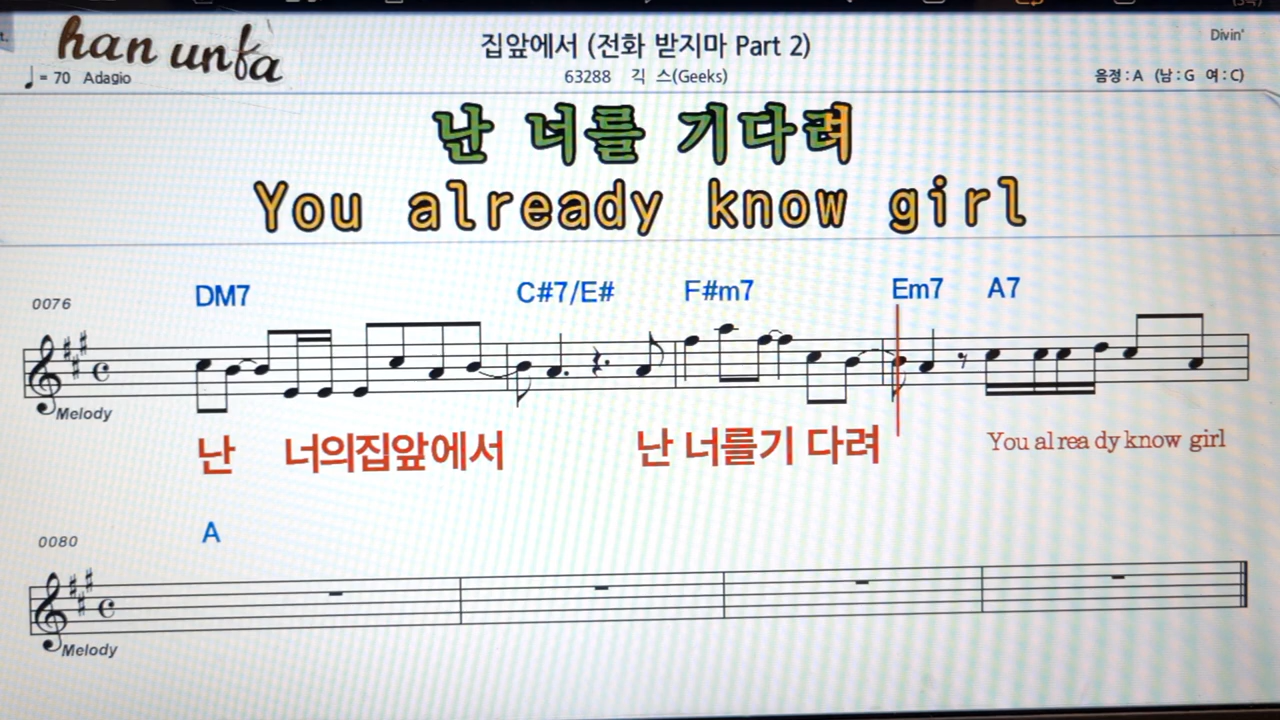 han unfa
집앞에서 (전화 받지마 Part 2)
Divin'
♩= 70 Adagio
63288 긱 스(Geeks)
음정 : A (남 : G 여 : C)
난 너를 기다려
You already know girl
0076
DM7 C#7/E# F#m7 Em7 A7
Melody
난 너의집앞에서 난 너를기 다려 You al rea dy know girl
0080
A
Melody